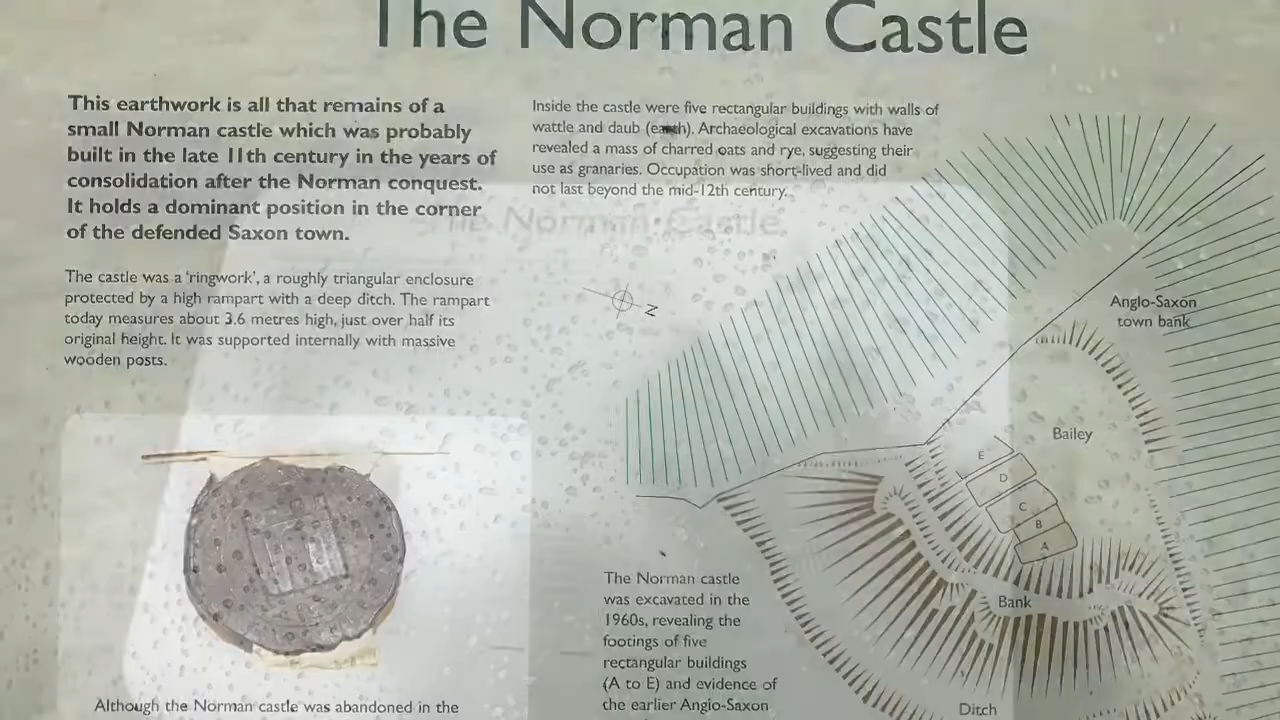 The Norman Castle
This earthwork is all that remains of a
small Norman castle which was probably
built in the late 11th century in the years of
consolidation after the Norman conquest.
It holds a dominant position in the corner
of the defended Saxon town.
The castle was a 'ringwork', a roughly triangular enclosure
protected by a high rampart with a deep ditch. The rampart
today measures about 3.6 metres high, just over half its
original height. It was supported internally with massive
wooden posts.
Inside the castle were five rectangular buildings with walls of
wattle and daub (earth). Archaeological excavations have
revealed a mass of charred oats and rye, suggesting their
use as granaries. Occupation was short-lived and did
not last beyond the mid-12th century.
The Norman Castle
N
Anglo-Saxon
town bank
Bailey
E
D
C
B
A
Bank
Ditch
The Norman castle
was excavated in the
1960s, revealing the
footings of five
rectangular buildings
(A to E) and evidence of
the earlier Anglo-Saxon
Although the Norman castle was abandoned in the